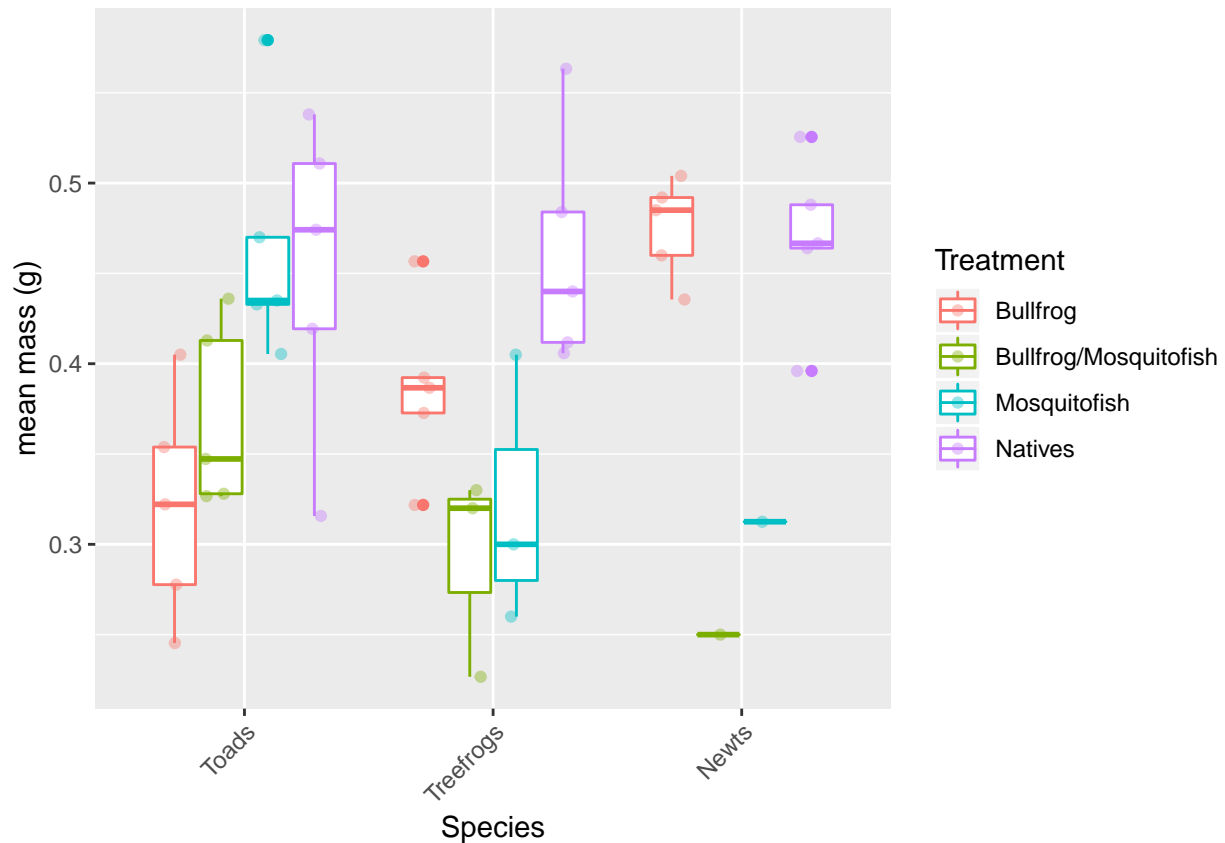 mean mass (g)
0.5
0.4
0.3
Toads
Treefrogs
Newts
Species
Treatment
Bullfrog
Bullfrog/Mosquitofish
Mosquitofish
Natives